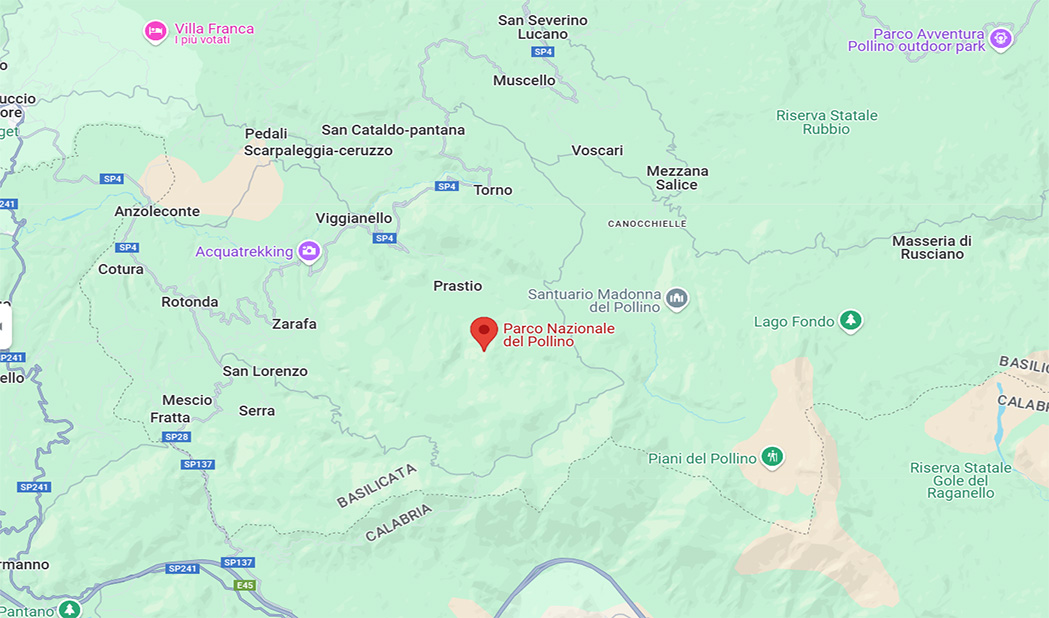 San Severino
Lucano
SP4
Villa Franca
I più votati
Parco Avventura
Pollino outdoor park
Muscello
uccio
ore
get
Riserva Statale
Rubbio
Pedali
San Cataldo-pantana
Scarpaleggia-ceruzzo
Voscari
Mezzana
Salice
SP4
SP4
Torno
241
Anzoleconte
Viggianello
CANOCCHIELLE
SP4
SP4
Acquatrekking
Masseria di
Rusciano
Cotura
Prastio
Rotonda
Santuario Madonna
del Pollino
Zarafa
Parco Nazionale
del Pollino
Lago Fondo
P241
ello
San Lorenzo
BASILIC
CALABR
Mescio
Fratta
Serra
SP28
SP137
Piani del Pollino
SP241
BASILICATA
CALABRIA
Riserva Statale
Gole del
Raganello
rmanno
SP241
SP137
E45
Pantano